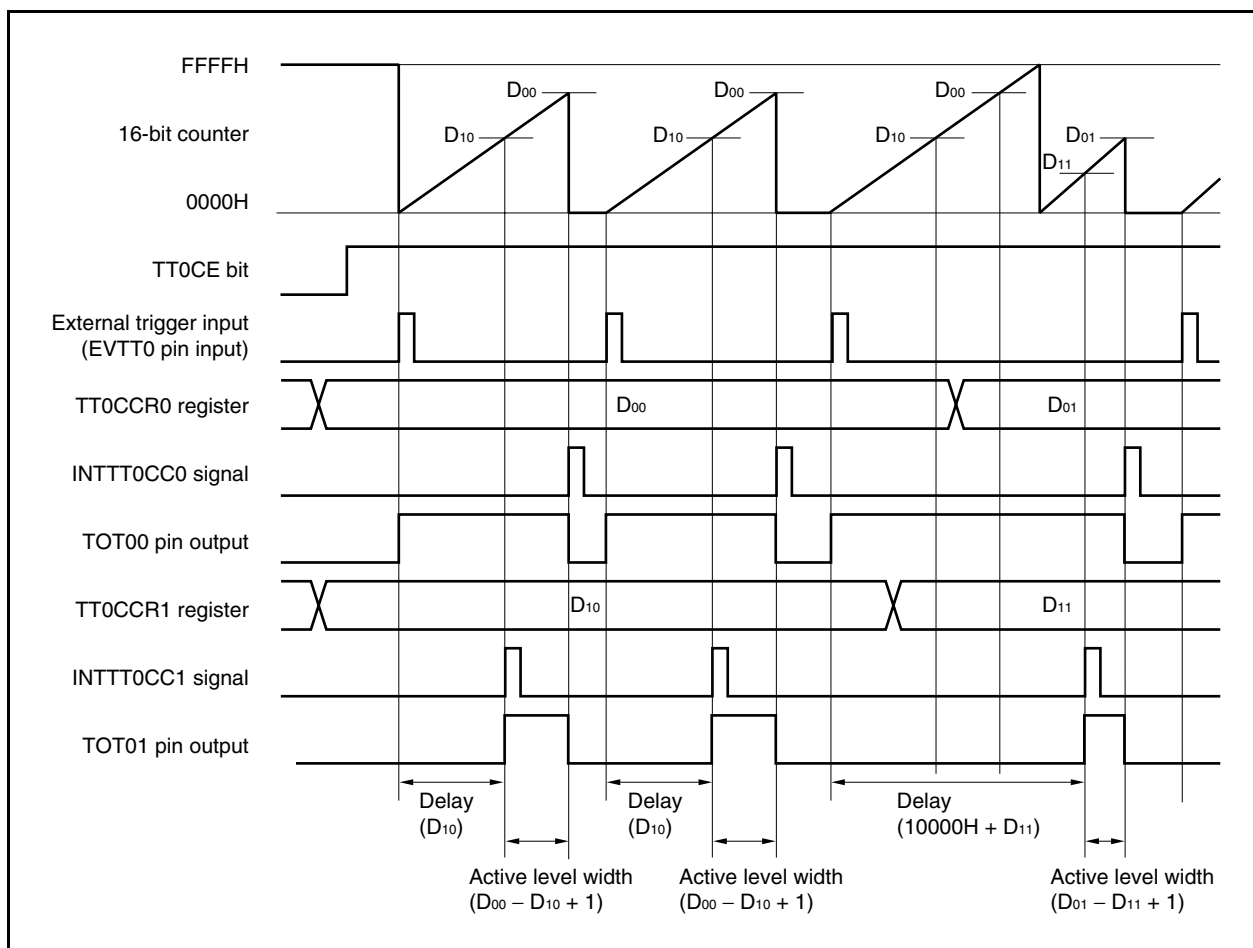 FFFFH
D00 D00 D00
16-bit counter
D10 D10 D10 D01
D11
0000H
TT0CE bit
External trigger input
(EVTT0 pin input)
TT0CCR0 register
D00 D01
INTTT0CC0 signal
TOT00 pin output
TT0CCR1 register
D10 D11
INTTT0CC1 signal
TOT01 pin output
Delay
(D10)
Delay
(D10)
Delay
(10000H + D11)
Active level width
(D00 − D10 + 1)
Active level width
(D00 − D10 + 1)
Active level width
(D01 − D11 + 1)